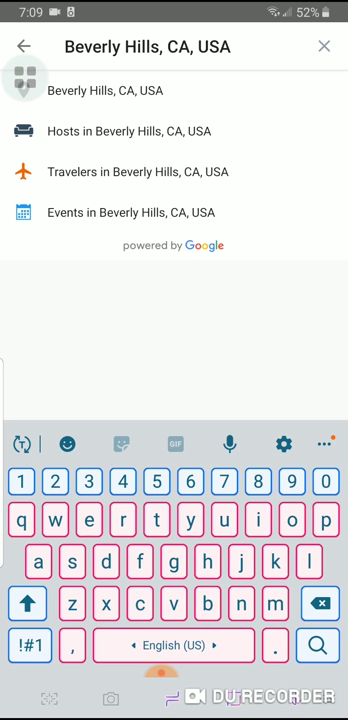 7:09 52%
Beverly Hills, CA, USA
Beverly Hills, CA, USA
Hosts in Beverly Hills, CA, USA
Travelers in Beverly Hills, CA, USA
Events in Beverly Hills, CA, USA
powered by Google
T GIF
1 2 3 4 5 6 7 8 9 0
q w e r t y u i o p
a s d f g h j k l
z x c v b n m
!#1 , English (US) .
DU RECORDER